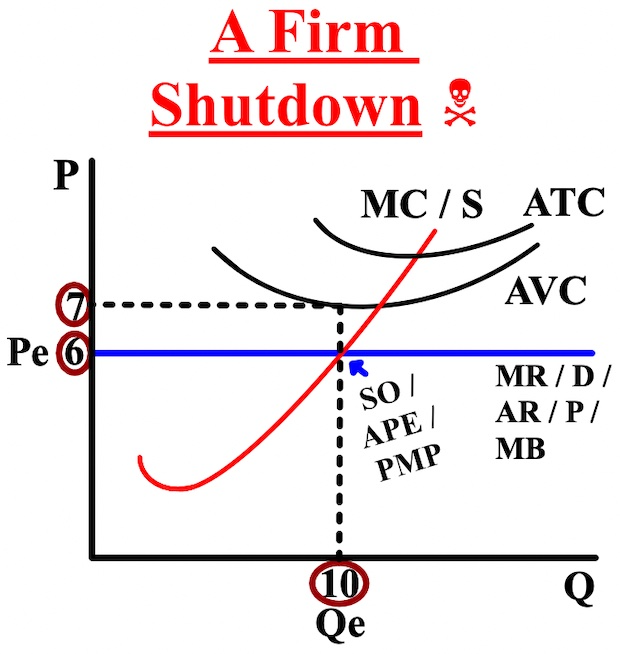 A Firm
Shutdown
P
MC / S
ATC
AVC
7
Pe 6
SO /
APE /
PMP
MR / D /
AR / P /
MB
10
Qe
Q